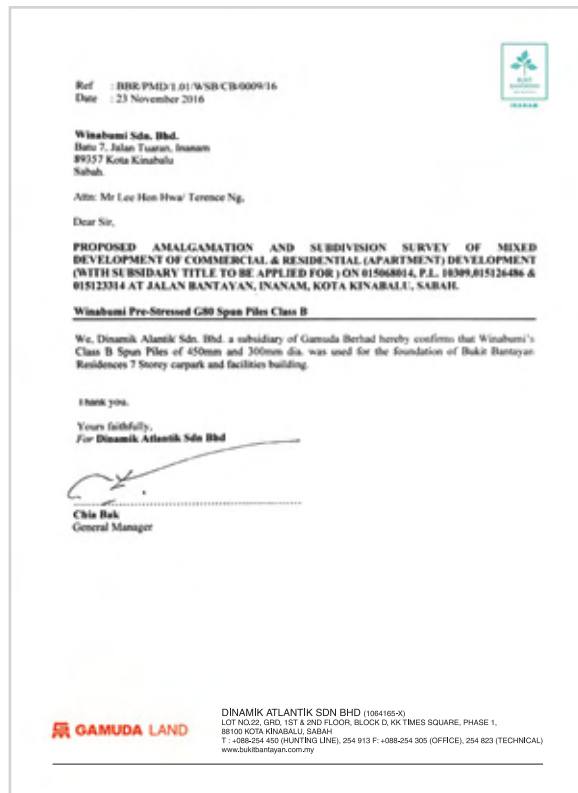 BUKIT
BANTAYAN
INANAM
Ref : BBR/PMD/1.01/WSB/CB/0009/16
Date : 23 November 2016
Winabumi Sdn. Bhd.
Batu 7, Jalan Tuaran, Inanam
89357 Kota Kinabalu
Sabah.
Attn: Mr Lee Hon Hwa/ Terence Ng,
Dear Sir,
PROPOSED AMALGAMATION AND SUBDIVISION SURVEY OF MIXED
DEVELOPMENT OF COMMERCIAL & RESIDENTIAL (APARTMENT) DEVELOPMENT
(WITH SUBSIDARY TITLE TO BE APPLIED FOR ) ON 015068014, P.L. 10309,015126486 &
015123314 AT JALAN BANTAYAN, INANAM, KOTA KINABALU, SABAH.
Winabumi Pre-Stressed G80 Spun Piles Class B
We, Dinamik Alantik Sdn. Bhd. a subsidiary of Gamuda Berhad hereby confirms that Winabumi's
Class B Spun Piles of 450mm and 300mm dia. was used for the foundation of Bukit Bantayan
Residences 7 Storey carpark and facilities building.
Thank you.
Yours faithfully,
For Dinamik Atlantik Sdn Bhd
Chia Bak
General Manager
GAMUDA LAND
DINAMIK ATLANTIK SDN BHD (1064165-X)
LOT NO.22, GRD, 1ST & 2ND FLOOR, BLOCK D, KK TIMES SQUARE, PHASE 1,
88100 KOTA KINABALU, SABAH
T : +088-254 450 (HUNTING LINE), 254 913 F: +088-254 305 (OFFICE), 254 823 (TECHNICAL)
www.bukitbantayan.com.my